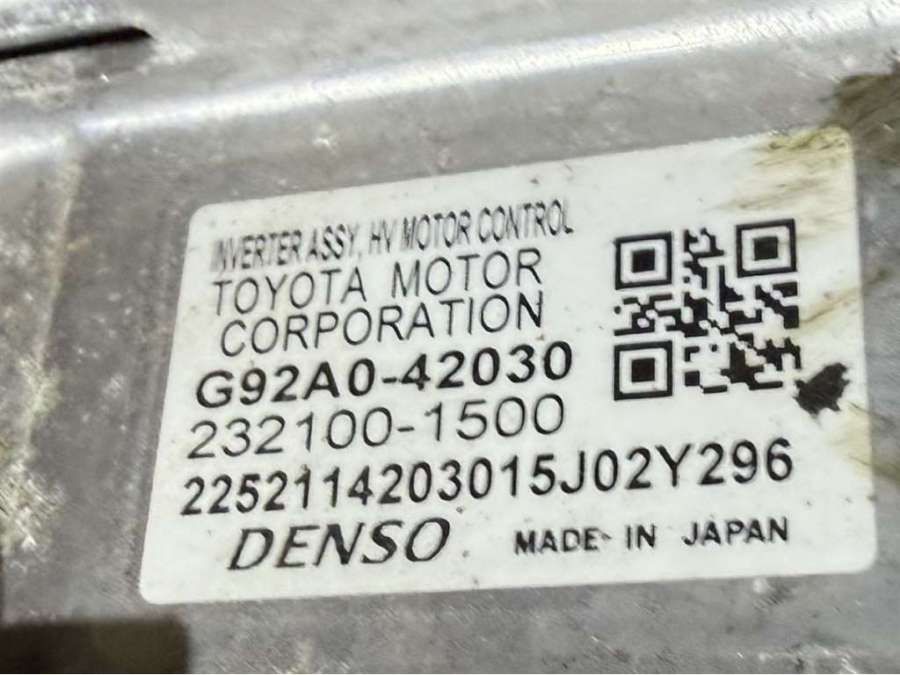 INVERTER ASSY, HV MOTOR CONTROL
TOYOTA MOTOR
CORPORATION
G92A0-42030
232100-1500
2252114203015J02Y296
DENSO MADE IN JAPAN